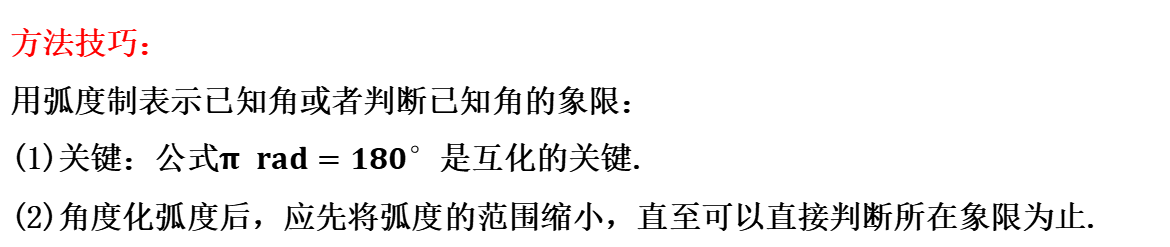 方法技巧：
用弧度制表示已知角或者判断已知角的象限：
(1)关键：公式π rad = 180°是互化的关键.
(2)角度化弧度后，应先将弧度的范围缩小，直至可以直接判断所在象限为止.